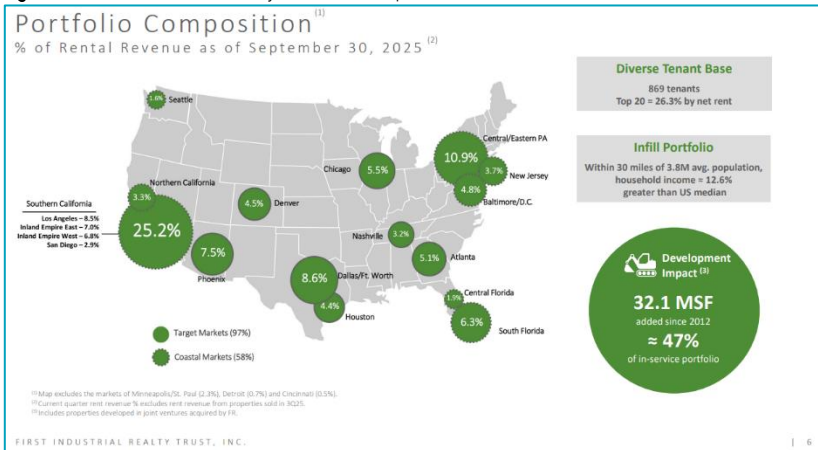 Portfolio Composition (1)
% of Rental Revenue as of September 30, 2025 (2)
1.6%
Seattle
Northern California
3.3%
Southern California
Los Angeles – 8.5%
Inland Empire East – 7.0%
Inland Empire West – 6.8%
San Diego – 2.9%
25.2%
7.5%
Phoenix
4.5%
Denver
Chicago
5.5%
Central/Eastern PA
10.9%
3.7%
New Jersey
4.8%
Baltimore/D.C.
Nashville
3.2%
5.1%
Atlanta
8.6%
Dallas/Ft. Worth
4.4%
Houston
Central Florida
1.9%
6.3%
South Florida
Target Markets (97%)
Coastal Markets (58%)
Diverse Tenant Base
869 tenants
Top 20 = 26.3% by net rent
Infill Portfolio
Within 30 miles of 3.8M avg. population,
household income = 12.6%
greater than US median
Development
Impact (3)
32.1 MSF
added since 2012
≈ 47%
of in-service portfolio
(1) Map excludes the markets of Minneapolis/St. Paul (2.3%), Detroit (0.7%) and Cincinnati (0.5%).
(2) Current quarter rent revenue % excludes rent revenue from properties sold in 3Q25.
(3) Includes properties developed in joint ventures acquired by FR.
FIRST INDUSTRIAL REALTY TRUST, INC.
| 6